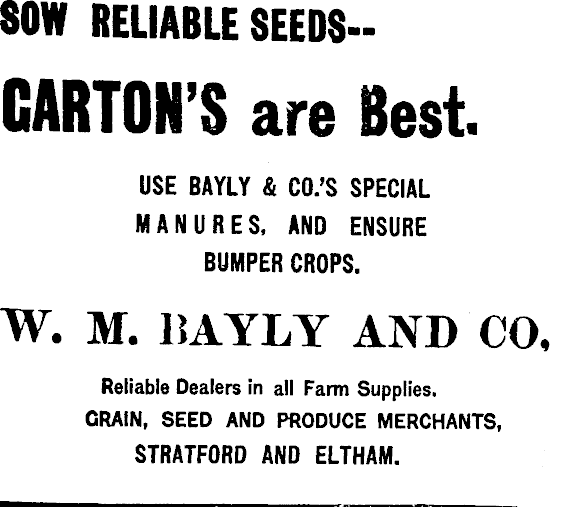 SOW RELIABLE SEEDS--
GARTON'S are Best.
USE BAYLY & CO.'S SPECIAL
MANURES, AND ENSURE
BUMPER CROPS.
W. M. BAYLY AND CO,
Reliable Dealers in all Farm Supplies.
GRAIN, SEED AND PRODUCE MERCHANTS,
STRATFORD AND ELTHAM.